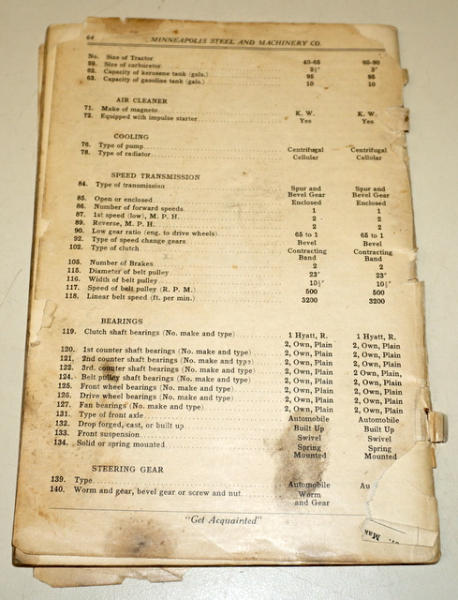 64 MINNEAPOLIS STEEL AND MACHINERY CO.
No. Size of Tractor 40-65 60-90
59. Size of carburetor 2½" 3"
62. Capacity of kerosene tank (gals.) 95 95
63. Capacity of gasoline tank (gals.) 10 10
AIR CLEANER
71. Make of magneto K. W. K. W.
72. Equipped with impulse starter Yes Yes
COOLING
76. Type of pump Centrifugal Centrifugal
78. Type of radiator Cellular Cellular
SPEED TRANSMISSION
84. Type of transmission Spur and Spur and
Bevel Gear Bevel Gear
85. Open or enclosed Enclosed Enclosed
86. Number of forward speeds 1 1
87. 1st speed (low), M. P. H. 2 2
89. Reverse, M. P. H. 2 2
90. Low gear ratio (eng. to drive wheels) 65 to 1 65 to 1
92. Type of speed change gears Bevel Bevel
102. Type of clutch Contracting Contracting
Band Band
105. Number of Brakes 2 2
115. Diameter of belt pulley 23" 23"
116. Width of belt pulley 10½" 10½"
117. Speed of belt pulley (R. P. M.) 500 500
118. Linear belt speed (ft. per min.) 3200 3200
BEARINGS
119. Clutch shaft bearings (No. make and type) 1 Hyatt, R. 1 Hyatt, R.
120. 1st counter shaft bearings (No. make and type) 2, Own, Plain 2, Own, Plain
121. 2nd counter shaft bearings (No. make and type) 2, Own, Plain 2, Own, Plain
122. 3rd. counter shaft bearings (No. make and type) 2, Own, Plain 2, Own, Plain
124. Belt pulley shaft bearings (No. make and type) 2, Own, Plain 2, Own, Plain,
125. Front wheel bearings (No. make and type) 2, Own, Plain 2, Own, Plain
126. Drive wheel bearings (No. make and type) 2, Own, Plain 2, Own, Plain
127. Fan bearings (No. make and type) 2, Own, Plain 2, Own, Plain
131. Type of front axle Automobile Automobile
132. Drop forged, cast, or built up Built Up Built Up
133. Front suspension Swivel Swivel
134. Solid or spring mounted Spring Spring
Mounted Mounted
STEERING GEAR
139. Type Automobile Au
140. Worm and gear, bevel gear or screw and nut Worm
and Gear
"Get Acquainted"